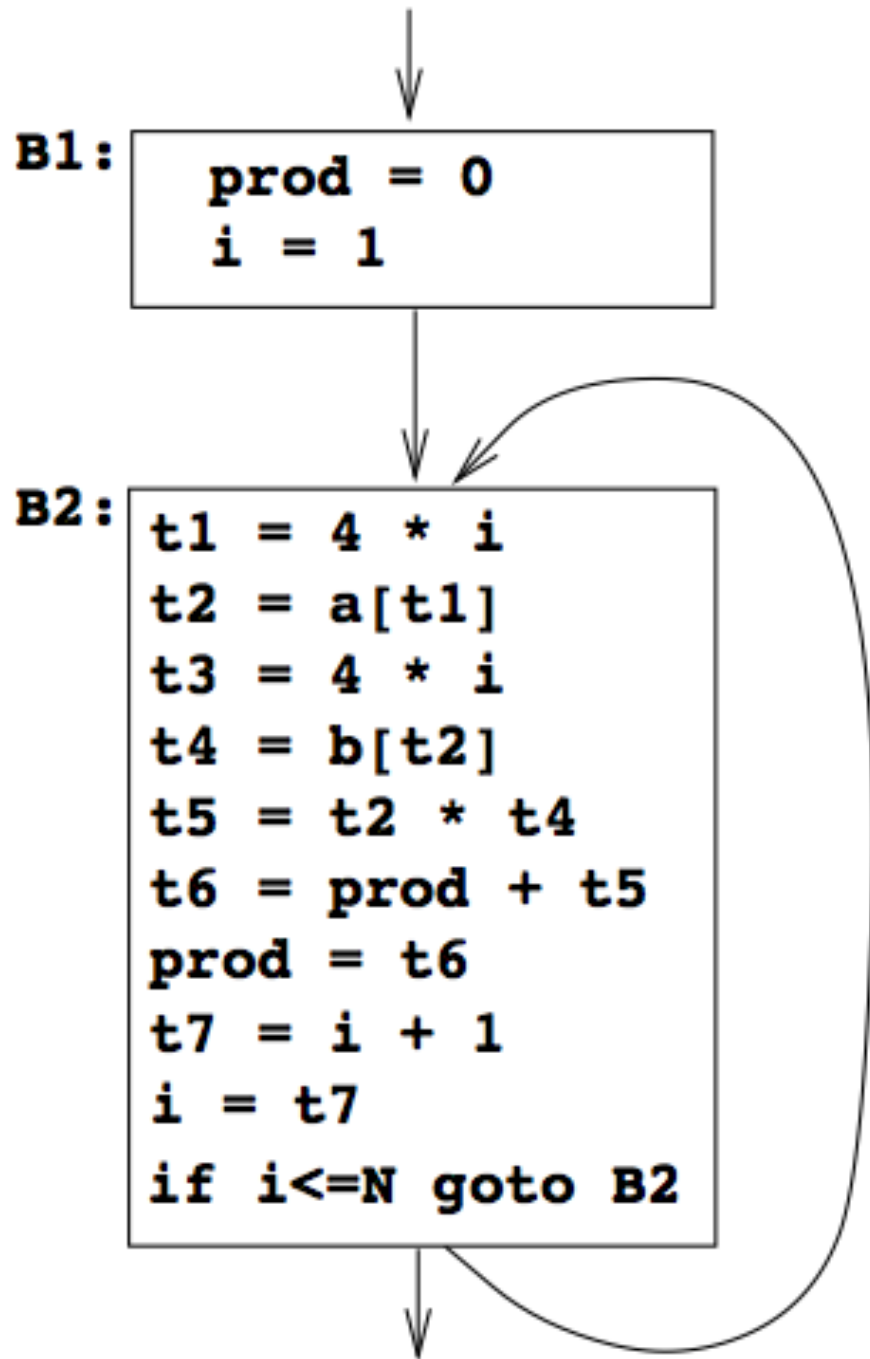 B1:
prod = 0
i = 1
B2:
t1 = 4 * i
t2 = a[t1]
t3 = 4 * i
t4 = b[t2]
t5 = t2 * t4
t6 = prod + t5
prod = t6
t7 = i + 1
i = t7
if i<=N goto B2